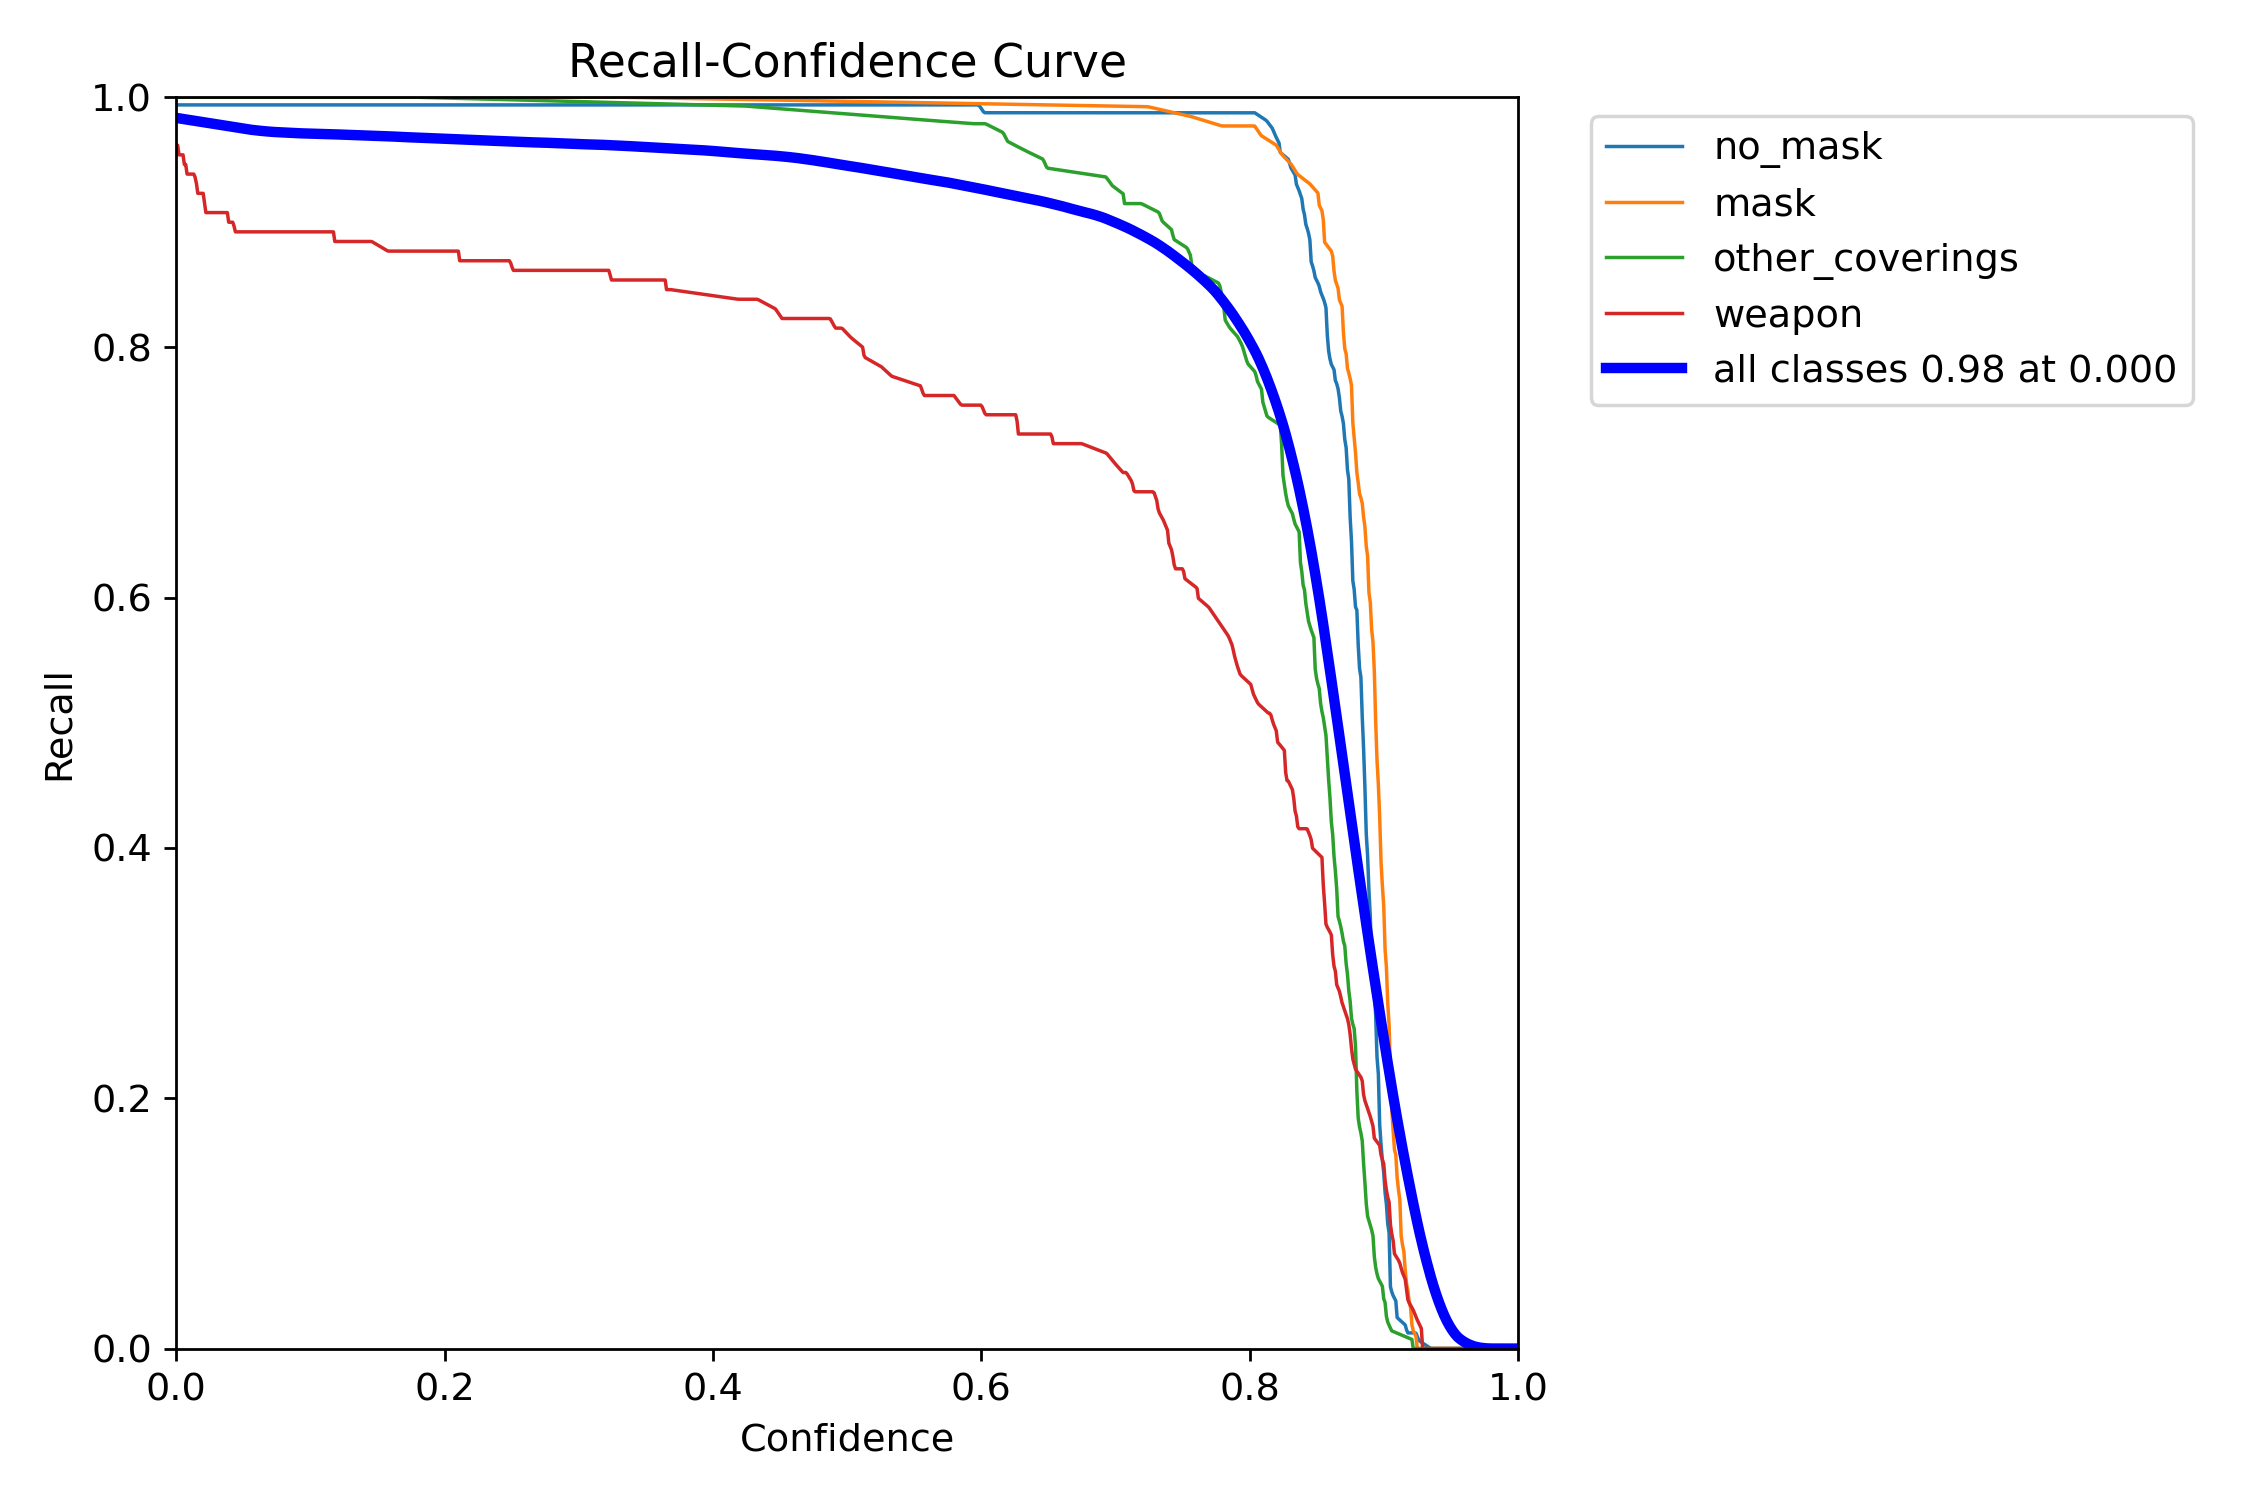 Recall-Confidence Curve
1.0
0.8
0.6
0.4
0.2
0.0
Recall
0.0 0.2 0.4 0.6 0.8 1.0
Confidence
no_mask
mask
other_coverings
weapon
all classes 0.98 at 0.000